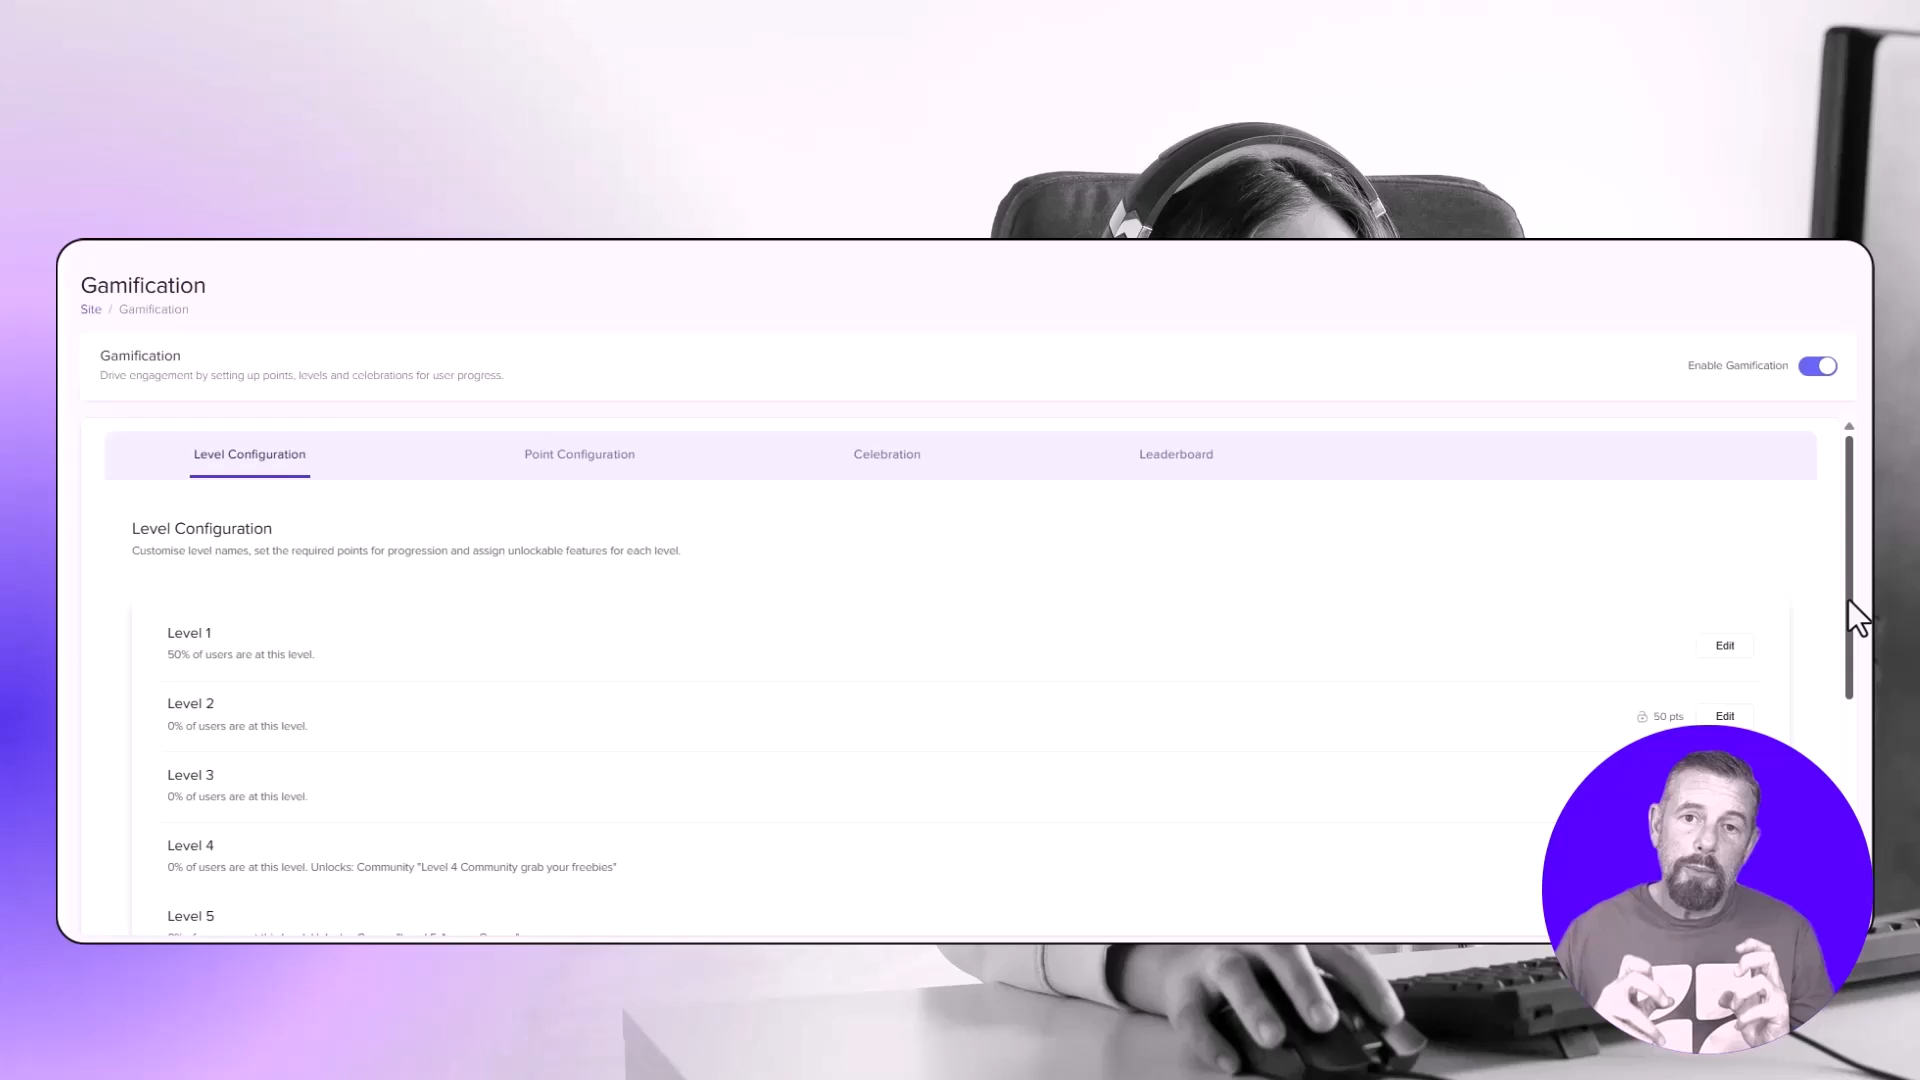 Gamification
Site / Gamification
Gamification
Drive engagement by setting up points, levels and celebrations for user progress.
Enable Gamification
Level Configuration
Point Configuration
Celebration
Leaderboard
Level Configuration
Customise level names, set the required points for progression and assign unlockable features for each level.
Level 1
50% of users are at this level.
Edit
Level 2
0% of users are at this level.
50 pts
Edit
Level 3
0% of users are at this level.
Level 4
0% of users are at this level. Unlocks: Community "Level 4 Community grab your freebies"
Level 5